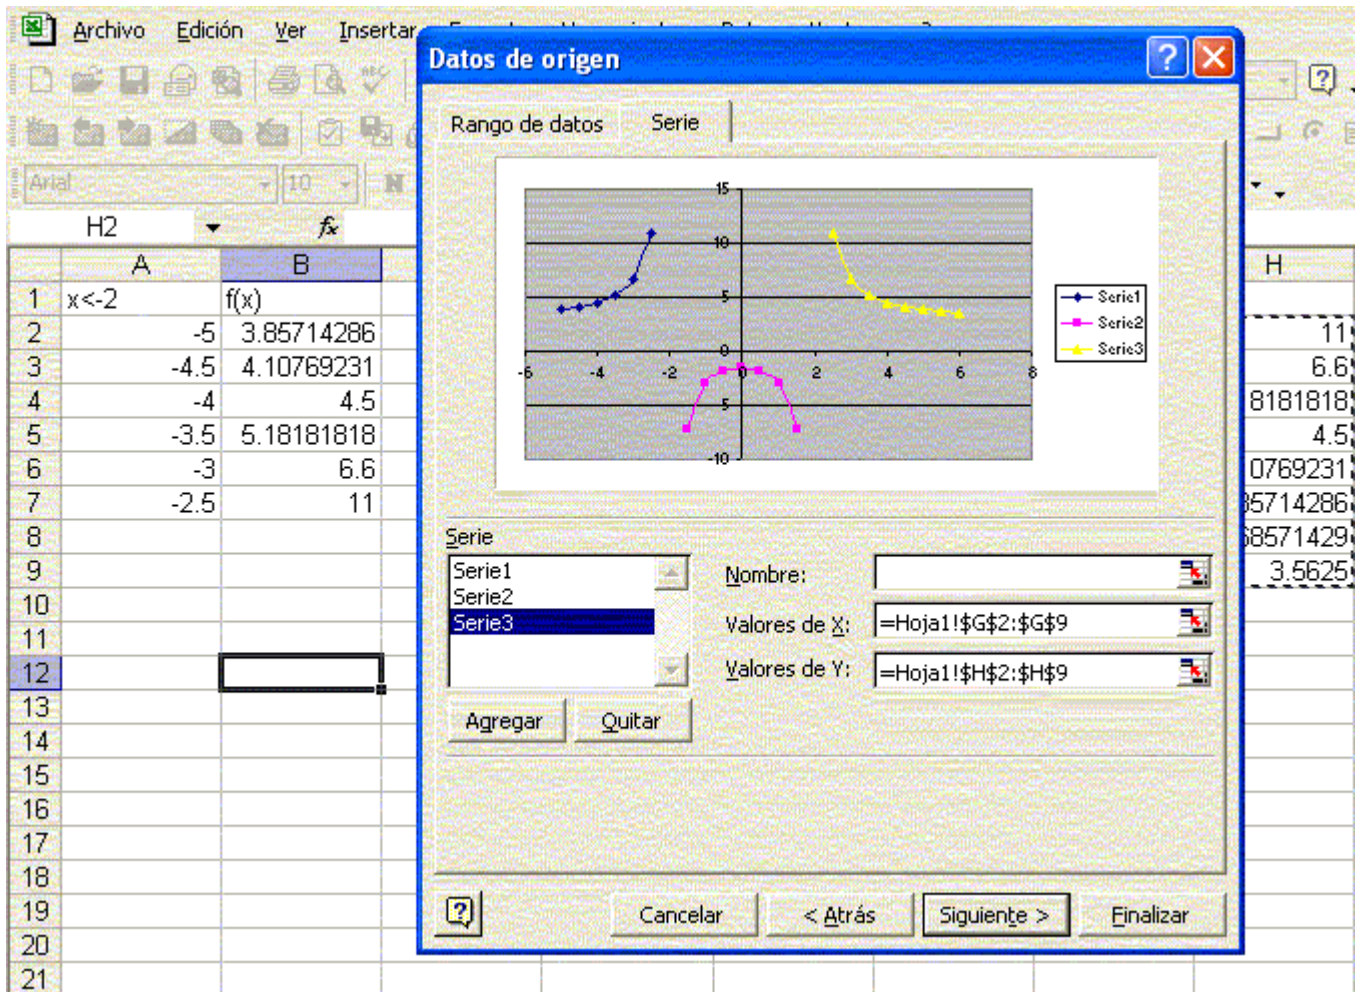 Archivo Edición Ver Insertar
Datos de origen
Arial 10 N
H2 fx
Rango de datos Serie
15
10
5
0
-6 -4 -2 0 2 4 6 8
-5
-10
Serie1
Serie2
Serie3
A B H
1 x<-2 f(x)
2 -5 3.85714286 11
3 -4.5 4.10769231 6.6
4 -4 4.5 8181818
5 -3.5 5.18181818 4.5
6 -3 6.6 0769231
7 -2.5 11 85714286
8 68571429
9 3.5625
10
11
12
13
14
15
16
17
18
19
20
21
Serie
Serie1
Serie2
Serie3
Nombre:
Valores de X: =Hoja1!$G$2:$G$9
Valores de Y: =Hoja1!$H$2:$H$9
Agregar Quitar
Cancelar < Atrás Siguiente > Finalizar